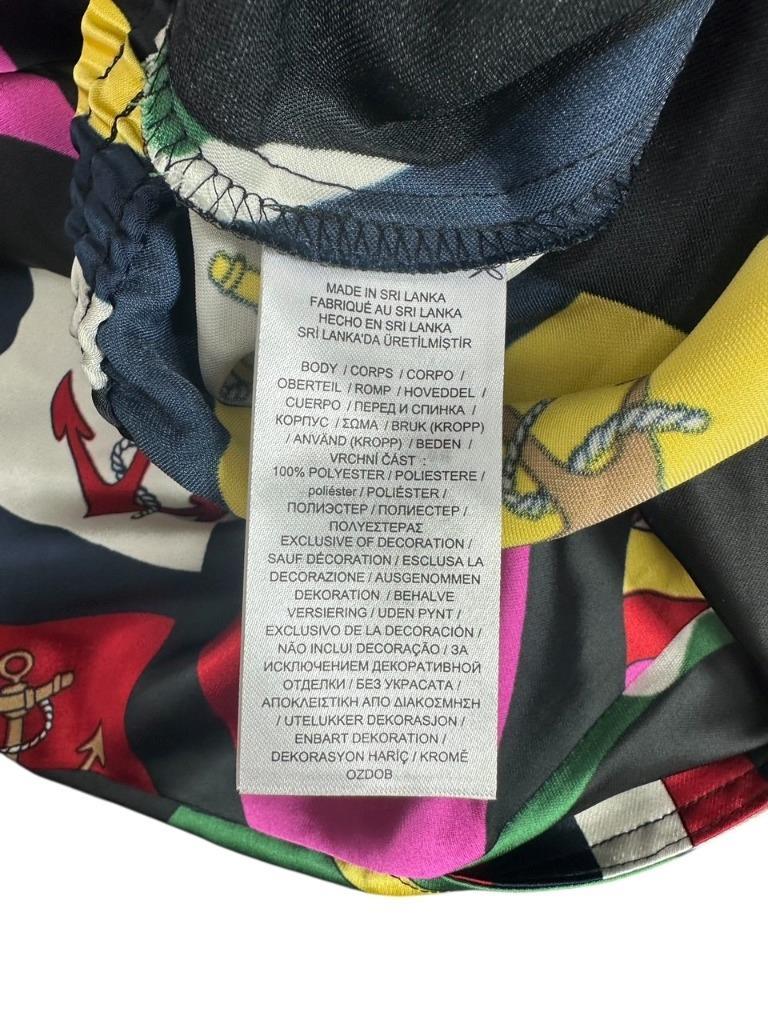 MADE IN SRI LANKA
FABRIQUÉ AU SRI LANKA
HECHO EN SRI LANKA
SRİ LANKA'DA ÜRETİLMİŞTİR
BODY / CORPS / CORPO /
OBERTEIL / ROMP / HOVEDDEL /
CUERPO / ПЕРЕД И СПИНКА /
КОРПУС / ΣΩΜΑ / BRUK (KROPP)
/ ANVÄND (KROPP) / BEDEN /
VRCHNÍ ČÁST :
100% POLYESTER / POLIESTERE /
poliéster / POLIÉSTER /
ПОЛИЭСТЕР / ПОЛИЕСТЕР /
ΠΟΛΥΕΣΤΕΡΑΣ
EXCLUSIVE OF DECORATION /
SAUF DÉCORATION / ESCLUSA LA
DECORAZIONE / AUSGENOMMEN
DEKORATION / BEHALVE
VERSIERING / UDEN PYNT /
EXCLUSIVO DE LA DECORACIÓN /
NÃO INCLUI DECORAÇÃO / ЗА
ИСКЛЮЧЕНИЕМ ДЕКОРАТИВНОЙ
ОТДЕЛКИ / БЕЗ УКРАСАТА /
ΑΠΟΚΛΕΙΣΤΙΚΗ ΑΠΟ ΔΙΑΚΟΣΜΗΣΗ
/ UTELUKKER DEKORASJON /
ENBART DEKORATION /
DEKORASYON HARİÇ / KROMĚ
OZDOB